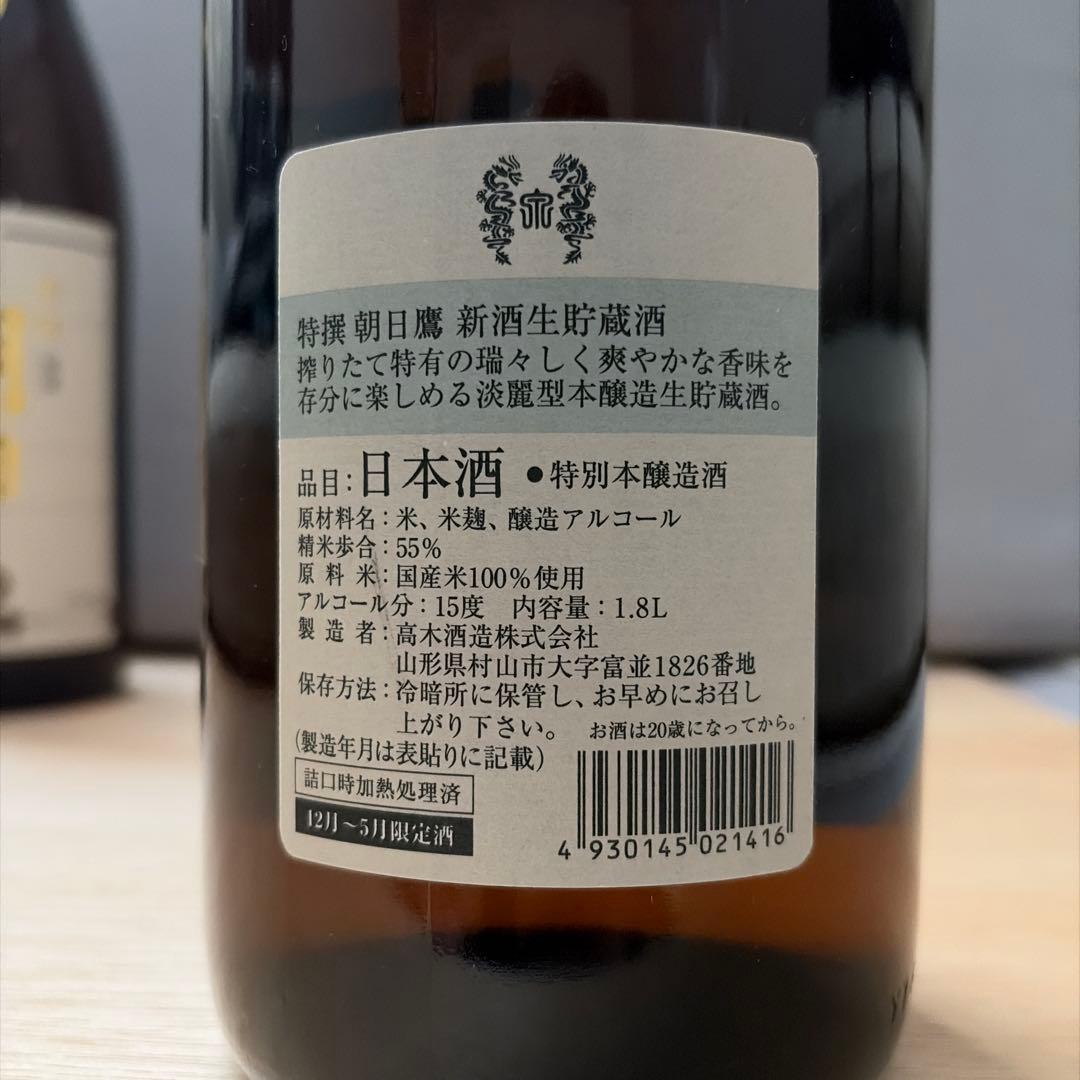 特撰 朝日鷹 新酒生貯蔵酒
搾りたて特有の瑞々しく爽やかな香味を
存分に楽しめる淡麗型本醸造生貯蔵酒。
品目：日本酒 ●特別本醸造酒
原材料名：米、米麹、醸造アルコール
精米歩合：55％
原料米：国産米100％使用
アルコール分：15度 内容量：1.8L
製造者：高木酒造株式会社
山形県村山市大字富並1826番地
保存方法：冷暗所に保管し、お早めにお召し
上がり下さい。 お酒は20歳になってから。
(製造年月は表貼りに記載)
詰口時加熱処理済
12月〜5月限定酒
4 930145 021416